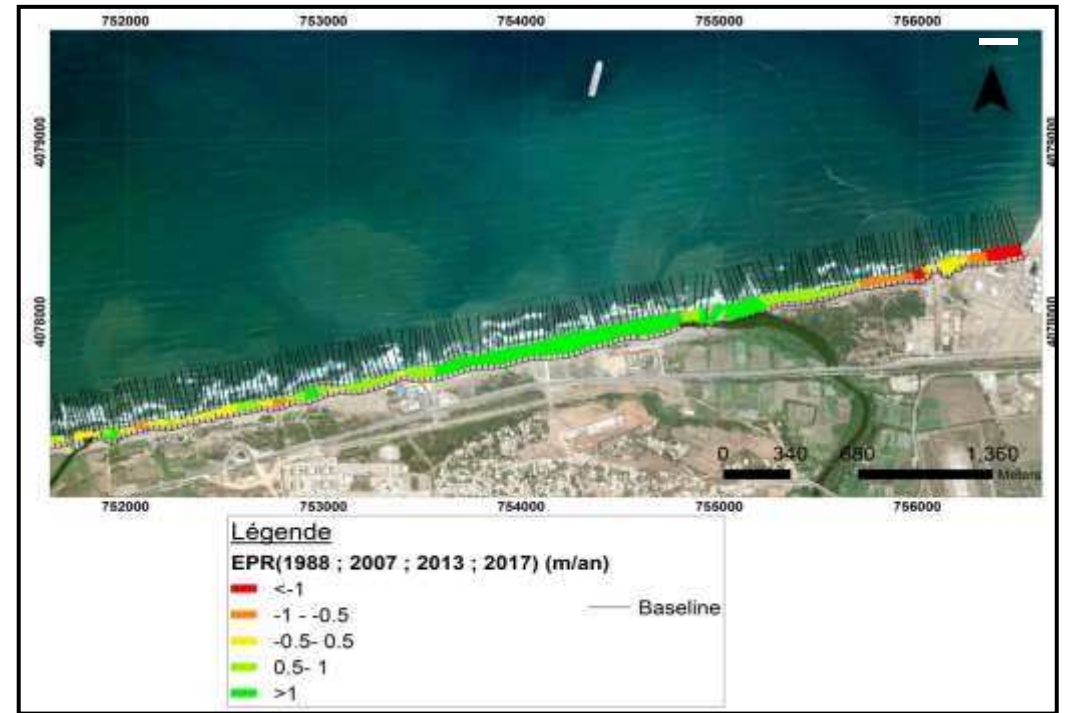 752000 753000 754000 755000 756000
4079000
4079000
4078000
4078000
0 340 680 1,360
Meters
752000 753000 754000 755000 756000
Légende
EPR(1988 ; 2007 ; 2013 ; 2017) (m/an)
<-1
-1 - -0.5
-0.5- 0.5
0.5- 1
>1
Baseline